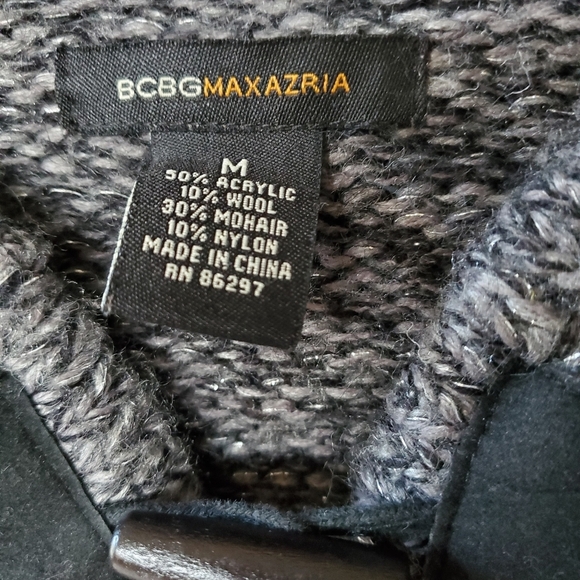 BCBGMAXAZRIA
M
50% ACRYLIC
10% WOOL
30% MOHAIR
10% NYLON
MADE IN CHINA
RN 86297